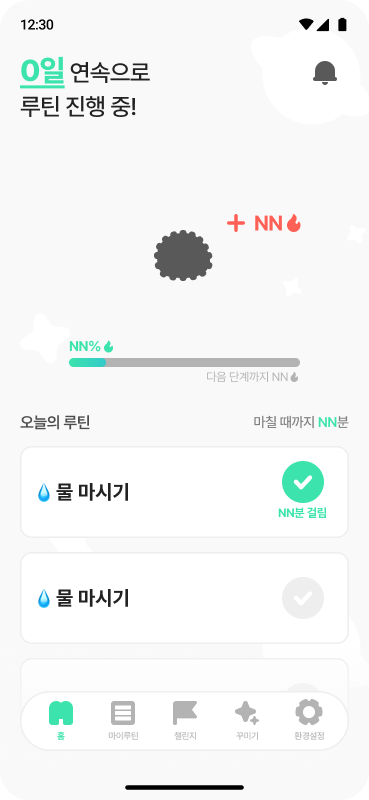 12:30
0일 연속으로
루틴 진행 중!
+ NN
NN%
다음 단계까지 NN
오늘의 루틴
마칠 때까지 NN분
물 마시기
NN분 걸림
물 마시기
홈
마이루틴
챌린지
꾸미기
환경설정